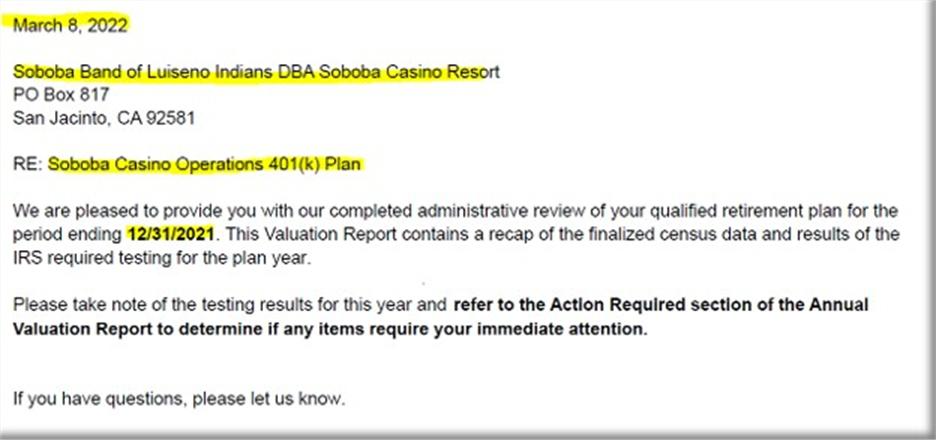 March 8, 2022
Soboba Band of Luiseno Indians DBA Soboba Casino Resort
PO Box 817
San Jacinto, CA 92581
RE: Soboba Casino Operations 401(k) Plan
We are pleased to provide you with our completed administrative review of your qualified retirement plan for the
period ending 12/31/2021. This Valuation Report contains a recap of the finalized census data and results of the
IRS required testing for the plan year.
Please take note of the testing results for this year and refer to the Action Required section of the Annual
Valuation Report to determine if any items require your immediate attention.
If you have questions, please let us know.